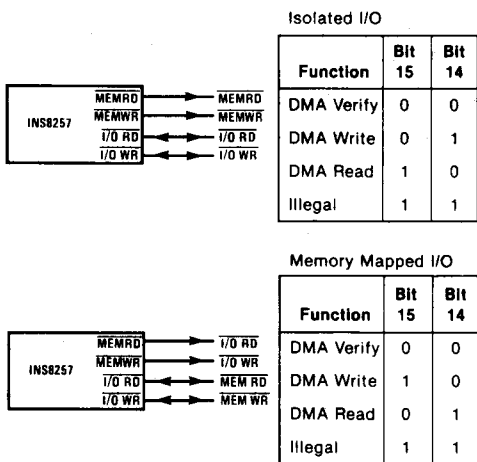 Isolated I/O
Function Bit 15 Bit 14
DMA Verify 0 0
DMA Write 0 1
DMA Read 1 0
Illegal 1 1
INS8257
MEMRD MEMRD
MEMWR MEMWR
I/O RD I/O RD
I/O WR I/O WR
Memory Mapped I/O
Function Bit 15 Bit 14
DMA Verify 0 0
DMA Write 1 0
DMA Read 0 1
Illegal 1 1
INS8257
MEMRD I/O RD
MEMWR I/O WR
I/O RD MEM RD
I/O WR MEM WR